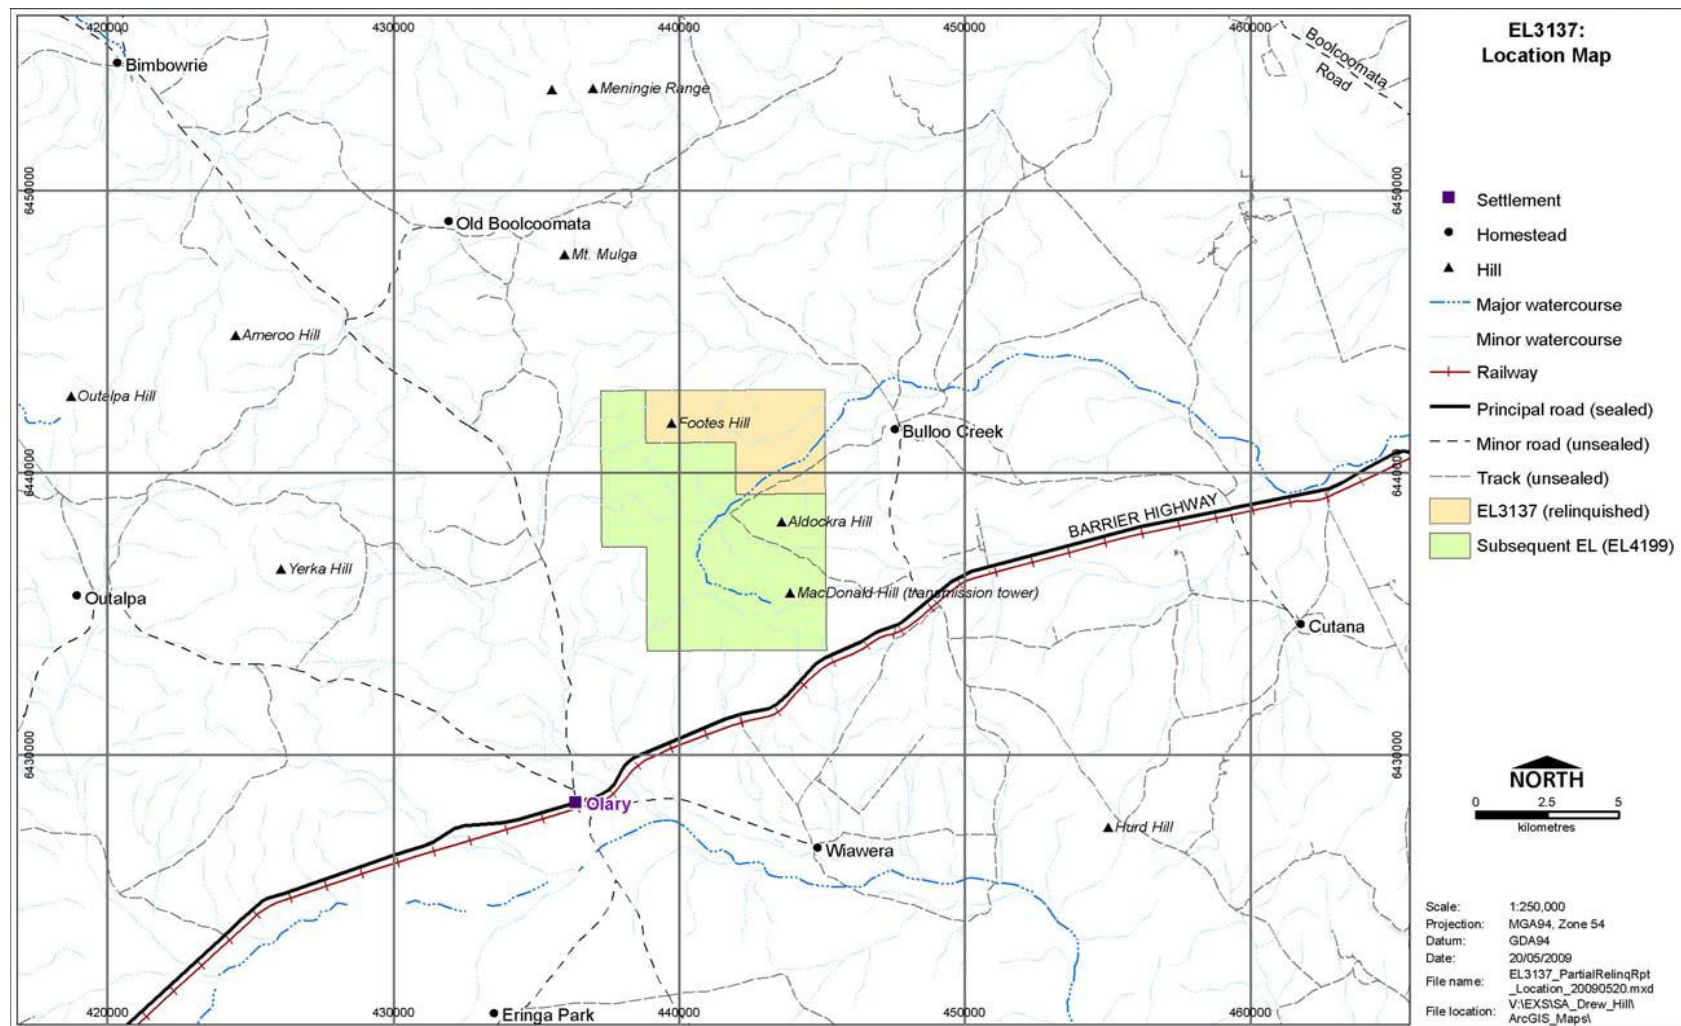 420000
430000
440000
450000
460000
EL3137:
Location Map
Boolcoomata
Road
Bimbowrie
Meningie Range
6450000
6450000
Settlement
Old Boolcoomata
Homestead
Mt. Mulga
Hill
Major watercourse
Ameroo Hill
Minor watercourse
Railway
Outalpa Hill
Principal road (sealed)
Footes Hill
Bulloo Creek
Minor road (unsealed)
6440000
6440000
Track (unsealed)
EL3137 (relinquished)
BARRIER HIGHWAY
Aldockra Hill
Subsequent EL (EL4199)
Yerka Hill
Outalpa
MacDonald Hill (transmission tower)
Cutana
6430000
6430000
NORTH
0 2.5 5
kilometres
Olary
Hurd Hill
Wiawera
Scale: 1:250,000
Projection: MGA94, Zone 54
Datum: GDA94
Date: 20/05/2009
File name: EL3137_PartialRelinqRpt
_Location_20090520.mxd
File location: V:\EXS\SA_Drew_Hill\
ArcGIS_Maps\
Eringa Park
420000
430000
440000
450000
460000